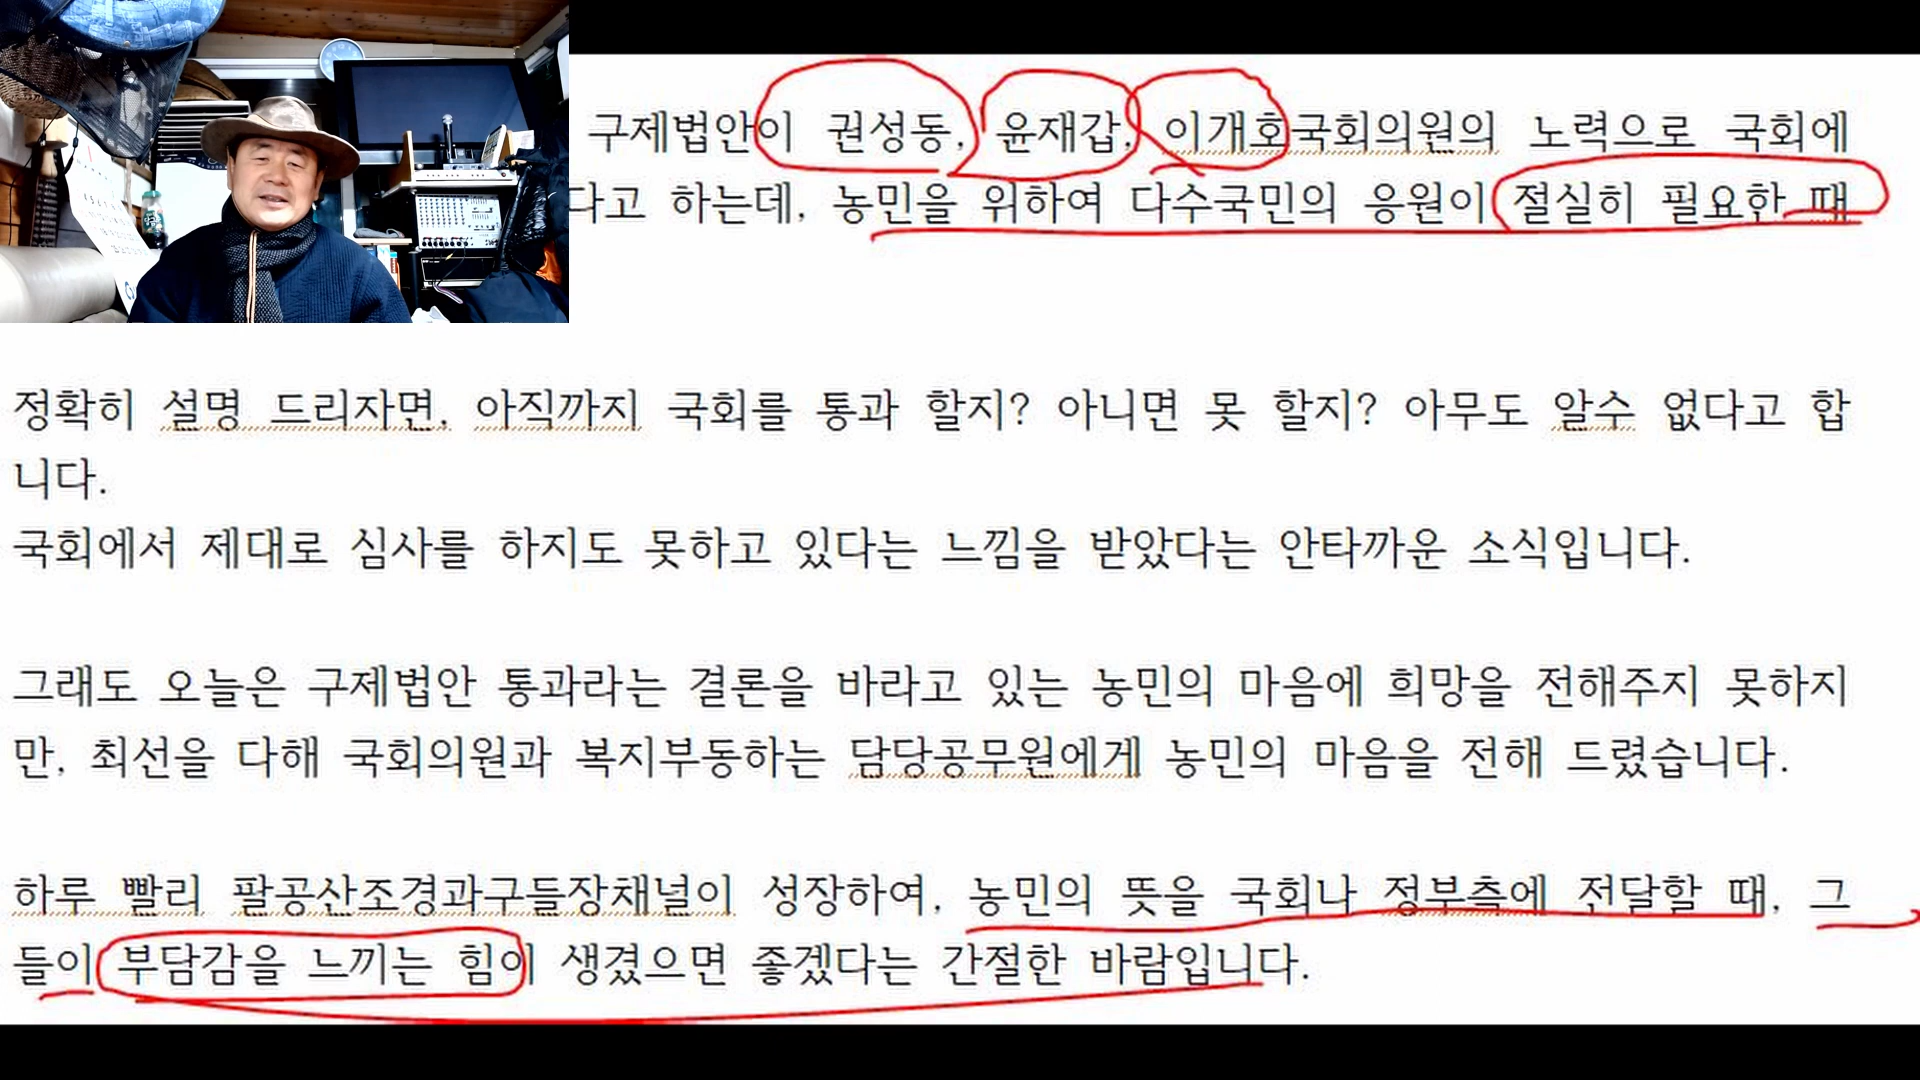 구제법안이 권성동, 윤재갑, 이개호국회의원의 노력으로 국회에
다고 하는데, 농민을 위하여 다수국민의 응원이 절실히 필요한 때
정확히 설명 드리자면, 아직까지 국회를 통과 할지? 아니면 못 할지? 아무도 알수 없다고 합
니다.
국회에서 제대로 심사를 하지도 못하고 있다는 느낌을 받았다는 안타까운 소식입니다.
그래도 오늘은 구제법안 통과라는 결론을 바라고 있는 농민의 마음에 희망을 전해주지 못하지
만, 최선을 다해 국회의원과 복지부동하는 담당공무원에게 농민의 마음을 전해 드렸습니다.
하루 빨리 팔공산조경과구들장채널이 성장하여, 농민의 뜻을 국회나 정부측에 전달할 때, 그
들이 부담감을 느끼는 힘이 생겼으면 좋겠다는 간절한 바람입니다.